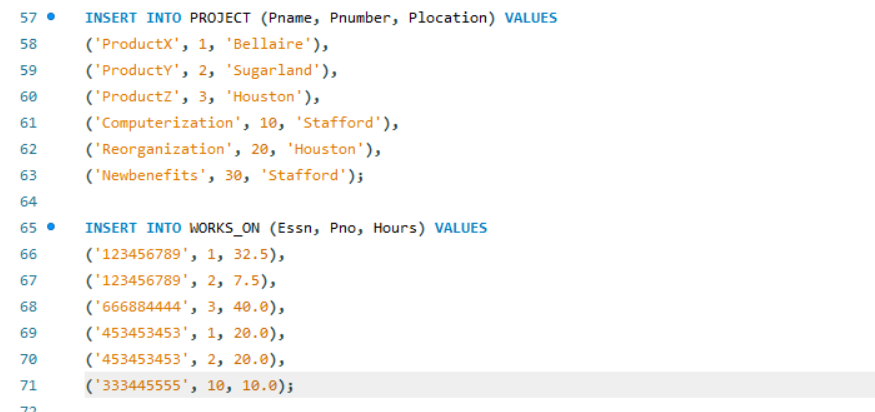 57 INSERT INTO PROJECT (Pname, Pnumber, Plocation) VALUES
58 ('ProductX', 1, 'Bellaire'),
59 ('ProductY', 2, 'Sugarland'),
60 ('ProductZ', 3, 'Houston'),
61 ('Computerization', 10, 'Stafford'),
62 ('Reorganization', 20, 'Houston'),
63 ('Newbenefits', 30, 'Stafford');
64
65 INSERT INTO WORKS_ON (Essn, Pno, Hours) VALUES
66 ('123456789', 1, 32.5),
67 ('123456789', 2, 7.5),
68 ('666884444', 3, 40.0),
69 ('453453453', 1, 20.0),
70 ('453453453', 2, 20.0),
71 ('333445555', 10, 10.0);
72